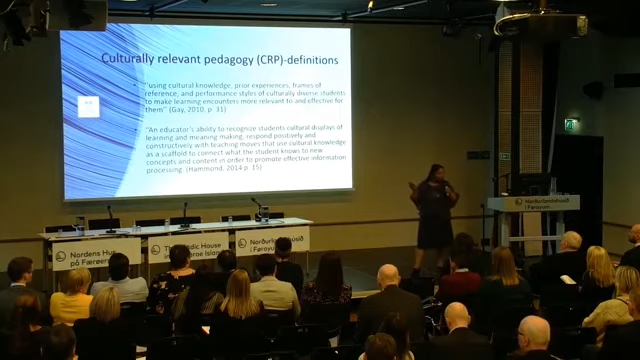 Culturally relevant pedagogy (CRP)-definitions
"using cultural knowledge, prior experiences, frames of
reference, and performance styles of culturally diverse students
to make learning encounters more relevant to and effective for
them" (Gay, 2010, p. 31)
"An educator's ability to recognize students cultural displays of
learning and meaning making, respond positively and
constructively with teaching moves that use cultural knowledge
as a scaffold to connect what the student knows to new
concepts and content in order to promote effective information
processing. (Hammond, 2014 p. 15)
Norðurlandahúsið
í Føroyum
Nordens Hus
på Færøerne
The Nordic House
in Faroe Islands
Norðurlandahúsið
í Føroyum